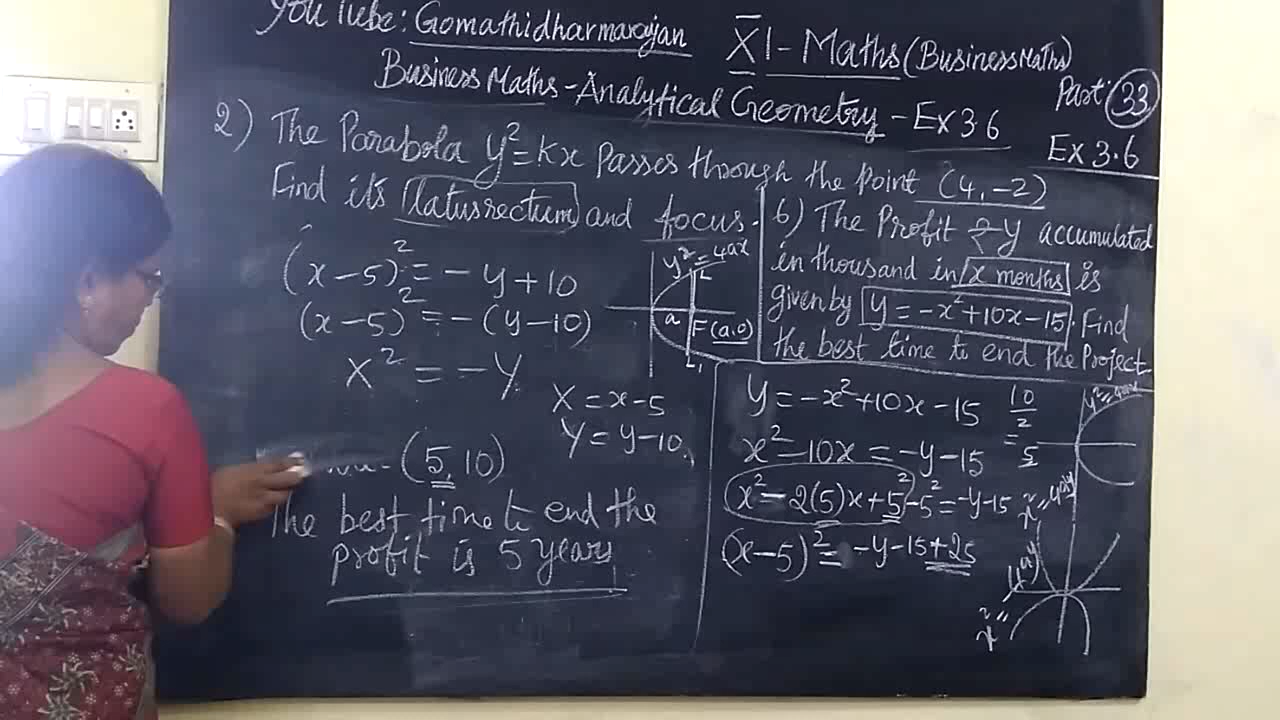 YouTube: Gomathidharmarajan XI-Maths (Business Maths)
Business Maths - Analytical Geometry - Ex 3.6
Part: 33
Ex 3.6
2) The Parabola y²=Kx Passes through the Point (4,-2)
Find its latusrectum and focus.
(x-5)² = -y+10
(x-5)² = -(y-10)
X² = -Y
X = x-5
Y = y-10
(5, 10)
The best time to end the
profit is 5 years
y²=4ax
L
a
F(a,0)
L₁
6) The Profit y accumulated
in thousand in x months is
given by y = -x²+10x-15. Find
the best time to end the Project.
y = -x²+10x-15
x²-10x = -y-15
x²-2(5)x+5²-5² = -y-15
(x-5)² = -y-15+25
10/2
= 5
y²=4ax
x²=4ay